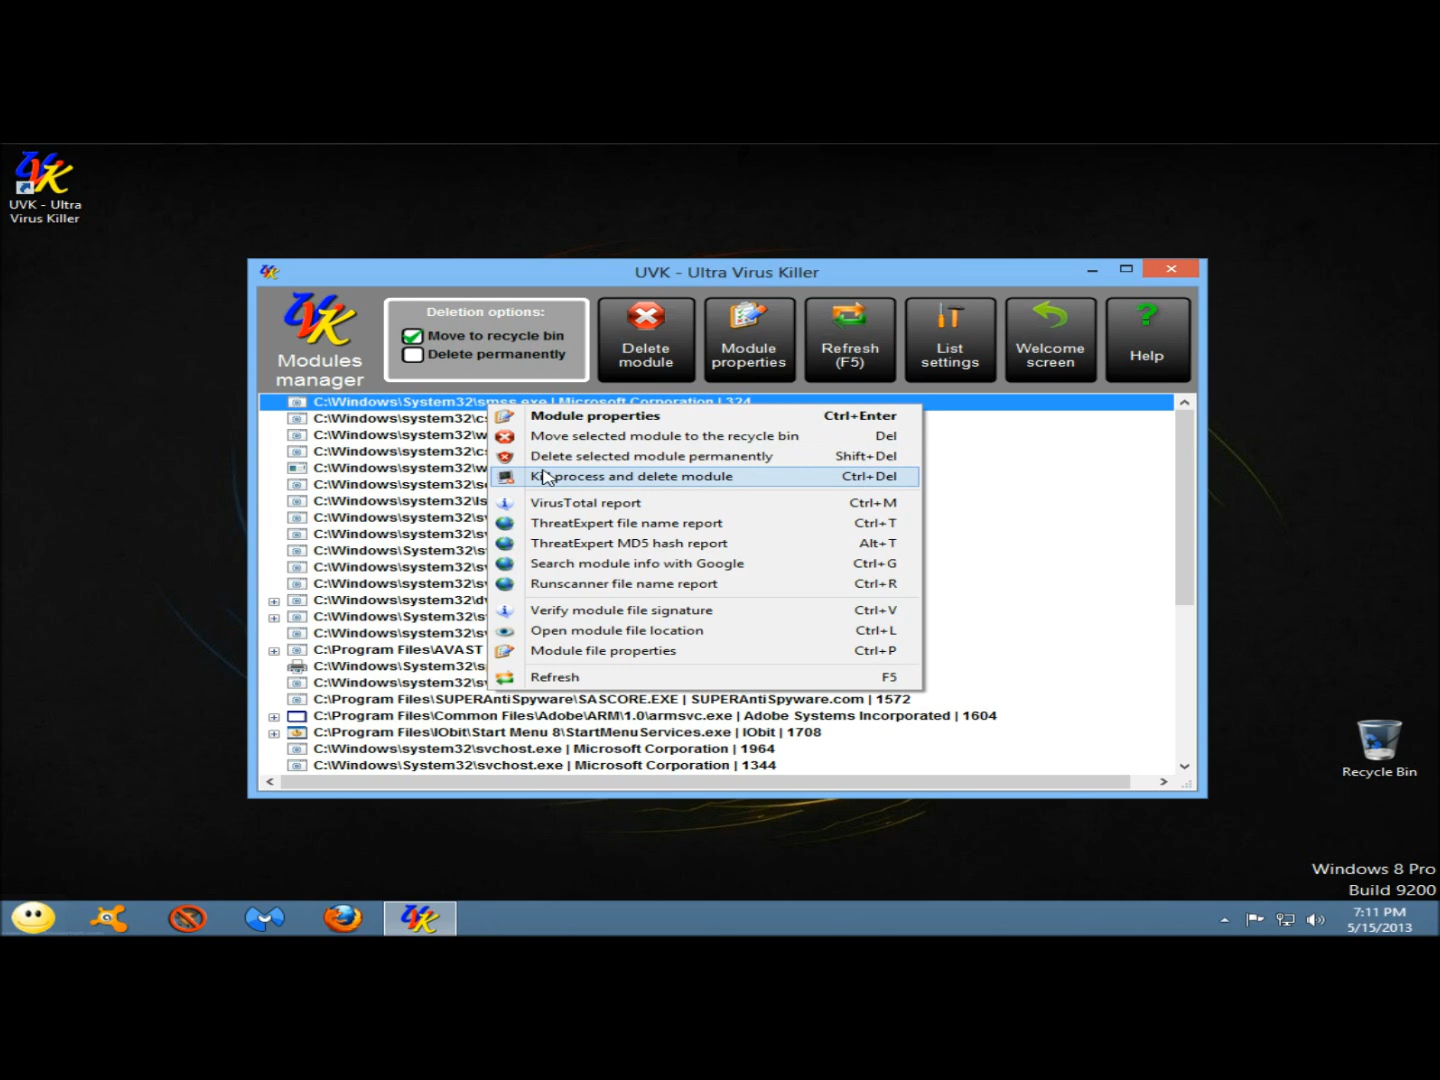 UVK - Ultra
Virus Killer
UVK - Ultra Virus Killer
UVK
Modules
manager
Deletion options:
Move to recycle bin
Delete permanently
Delete
module
Module
properties
Refresh
(F5)
List
settings
Welcome
screen
Help
C:\Windows\System32\smss.exe | Microsoft Corporation | 324
C:\Windows\system32\c
C:\Windows\system32\w
C:\Windows\system32\c
C:\Windows\system32\w
C:\Windows\system32\s
C:\Windows\system32\ls
C:\Windows\system32\s
C:\Windows\system32\s
C:\Windows\System32\s
C:\Windows\system32\s
C:\Windows\system32\s
C:\Windows\system32\d
C:\Windows\System32\s
C:\Windows\system32\s
C:\Program Files\AVAST
C:\Windows\System32\s
C:\Windows\system32\s
C:\Program Files\SUPERAntiSpyware\SASCORE.EXE | SUPERAntiSpyware.com | 1572
C:\Program Files\Common Files\Adobe\ARM\1.0\armsvc.exe | Adobe Systems Incorporated | 1604
C:\Program Files\IObit\Start Menu 8\StartMenuServices.exe | IObit | 1708
C:\Windows\system32\svchost.exe | Microsoft Corporation | 1964
C:\Windows\System32\svchost.exe | Microsoft Corporation | 1344
Module properties Ctrl+Enter
Move selected module to the recycle bin Del
Delete selected module permanently Shift+Del
process and delete module Ctrl+Del
VirusTotal report Ctrl+M
ThreatExpert file name report Ctrl+T
ThreatExpert MD5 hash report Alt+T
Search module info with Google Ctrl+G
Runscanner file name report Ctrl+R
Verify module file signature Ctrl+V
Open module file location Ctrl+L
Module file properties Ctrl+P
Refresh F5
Recycle Bin
Windows 8 Pro
Build 9200
7:11 PM
5/15/2013